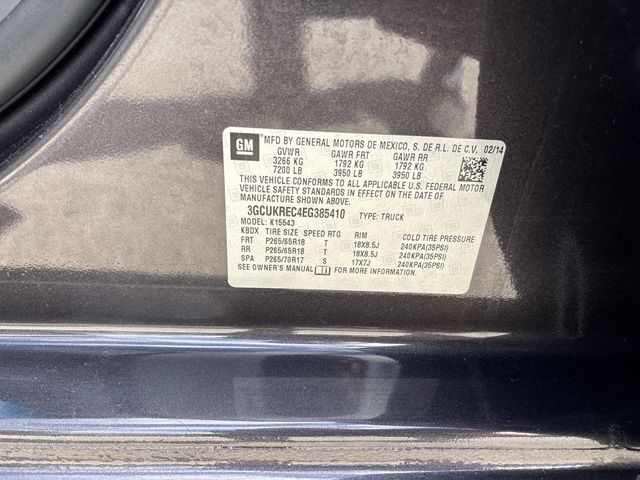 GM
MFD BY GENERAL MOTORS DE MEXICO, S. DE R.L. DE C.V. 02/14
GVWR GAWR FRT GAWR RR
3266 KG 1792 KG 1792 KG
7200 LB 3950 LB 3950 LB
THIS VEHICLE CONFORMS TO ALL APPLICABLE U.S. FEDERAL MOTOR
VEHICLE SAFETY STANDARDS IN EFFECT ON THE DATE OF
MANUFACTURE SHOWN ABOVE.
3GCUKREC4EG385410 TYPE: TRUCK
MODEL: K15543
KBDX TIRE SIZE SPEED RTG RIM COLD TIRE PRESSURE
FRT P265/65R18 T 18X8.5J 240KPA(35PSI)
RR P265/65R18 T 18X8.5J 240KPA(35PSI)
SPA P265/70R17 S 17X7J 240KPA(35PSI)
SEE OWNER'S MANUAL FOR MORE INFORMATION.